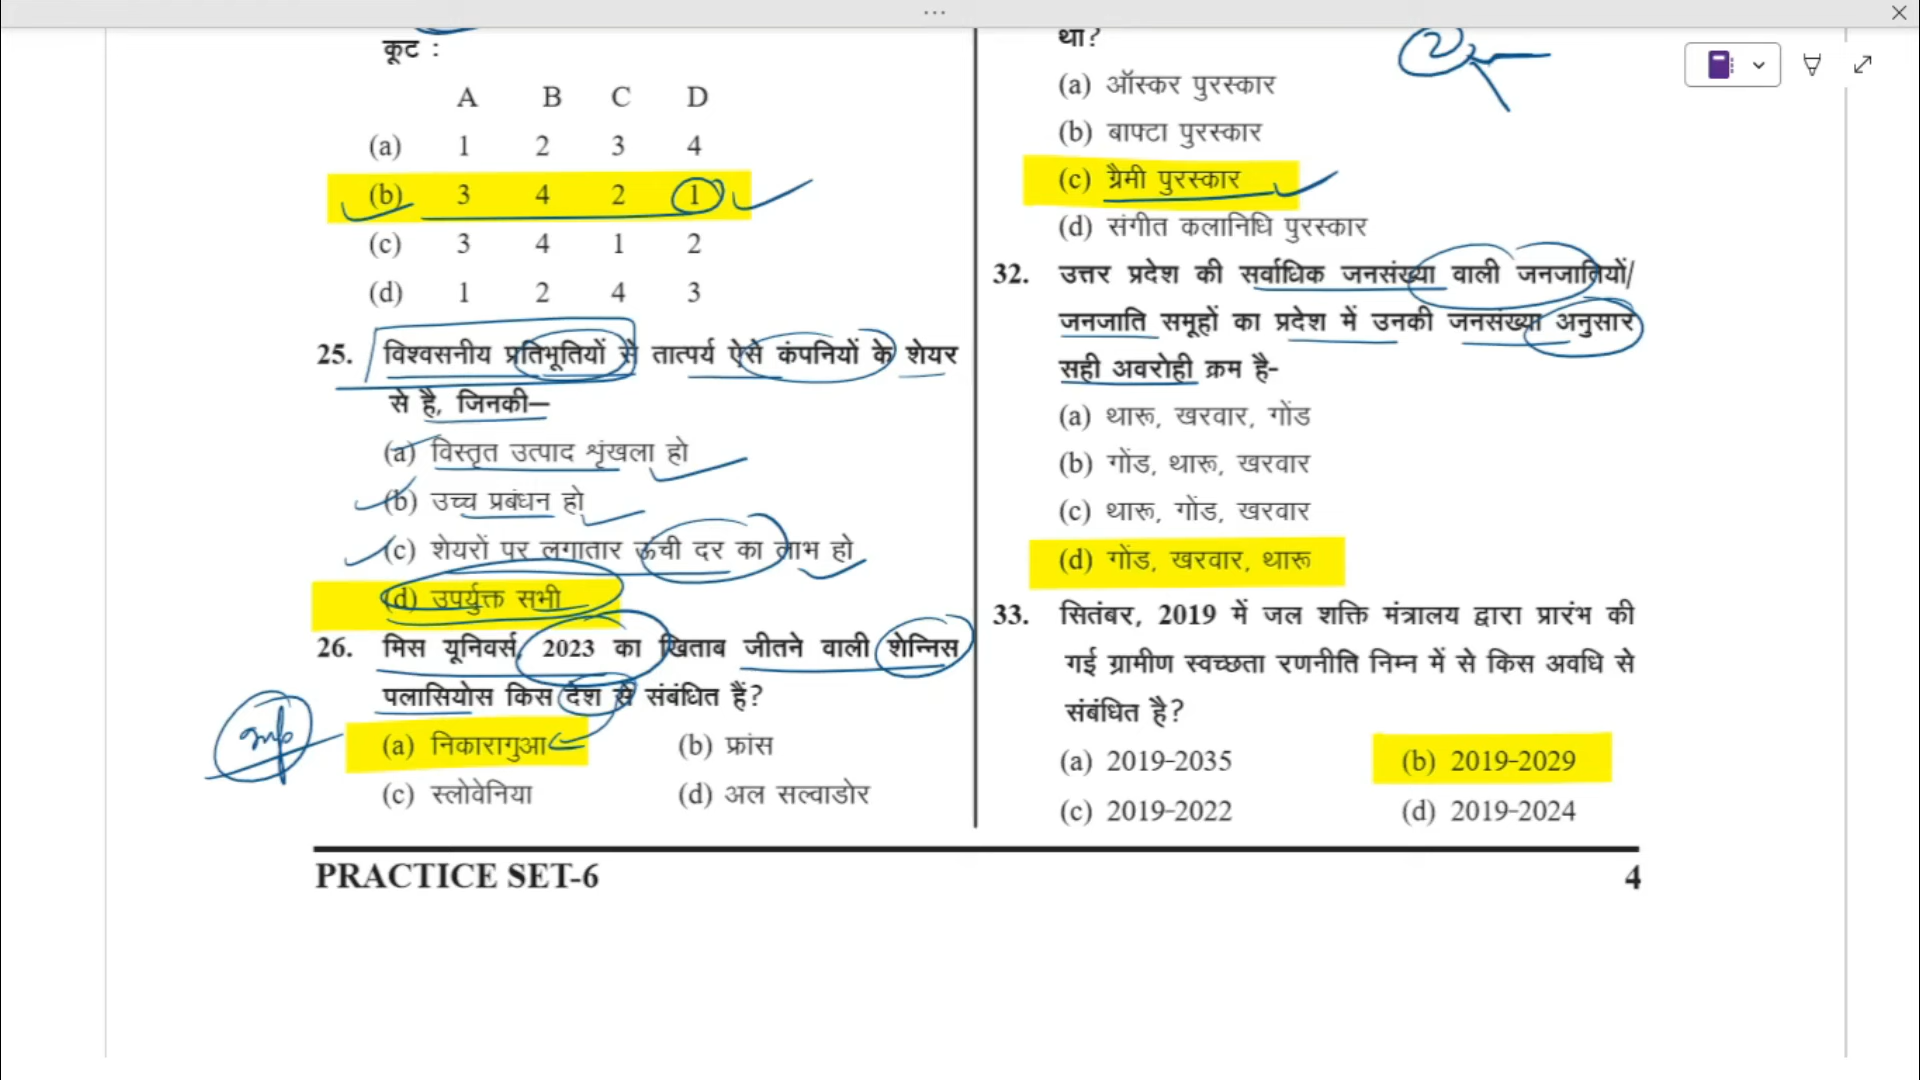 कूट :
A B C D
(a) 1 2 3 4
(b) 3 4 2 1
(c) 3 4 1 2
(d) 1 2 4 3
25. विश्वसनीय प्रतिभूतियों से तात्पर्य ऐसे कंपनियों के शेयर
से है, जिनकी—
(a) विस्तृत उत्पाद शृंखला हो
(b) उच्च प्रबंधन हो
(c) शेयरों पर लगातार ऊंची दर का लाभ हो
(d) उपर्युक्त सभी
26. मिस यूनिवर्स, 2023 का खिताब जीतने वाली शेन्निस
पलासियोस किस देश से संबंधित हैं?
(a) निकारागुआ (b) फ्रांस
(c) स्लोवेनिया (d) अल सल्वाडोर
था?
(a) ऑस्कर पुरस्कार
(b) बाफ्टा पुरस्कार
(c) ग्रैमी पुरस्कार
(d) संगीत कलानिधि पुरस्कार
32. उत्तर प्रदेश की सर्वाधिक जनसंख्या वाली जनजातियों/
जनजाति समूहों का प्रदेश में उनकी जनसंख्या अनुसार
सही अवरोही क्रम है-
(a) थारू, खरवार, गोंड
(b) गोंड, थारू, खरवार
(c) थारू, गोंड, खरवार
(d) गोंड, खरवार, थारू
33. सितंबर, 2019 में जल शक्ति मंत्रालय द्वारा प्रारंभ की
गई ग्रामीण स्वच्छता रणनीति निम्न में से किस अवधि से
संबंधित है?
(a) 2019-2035 (b) 2019-2029
(c) 2019-2022 (d) 2019-2024
PRACTICE SET-6 4